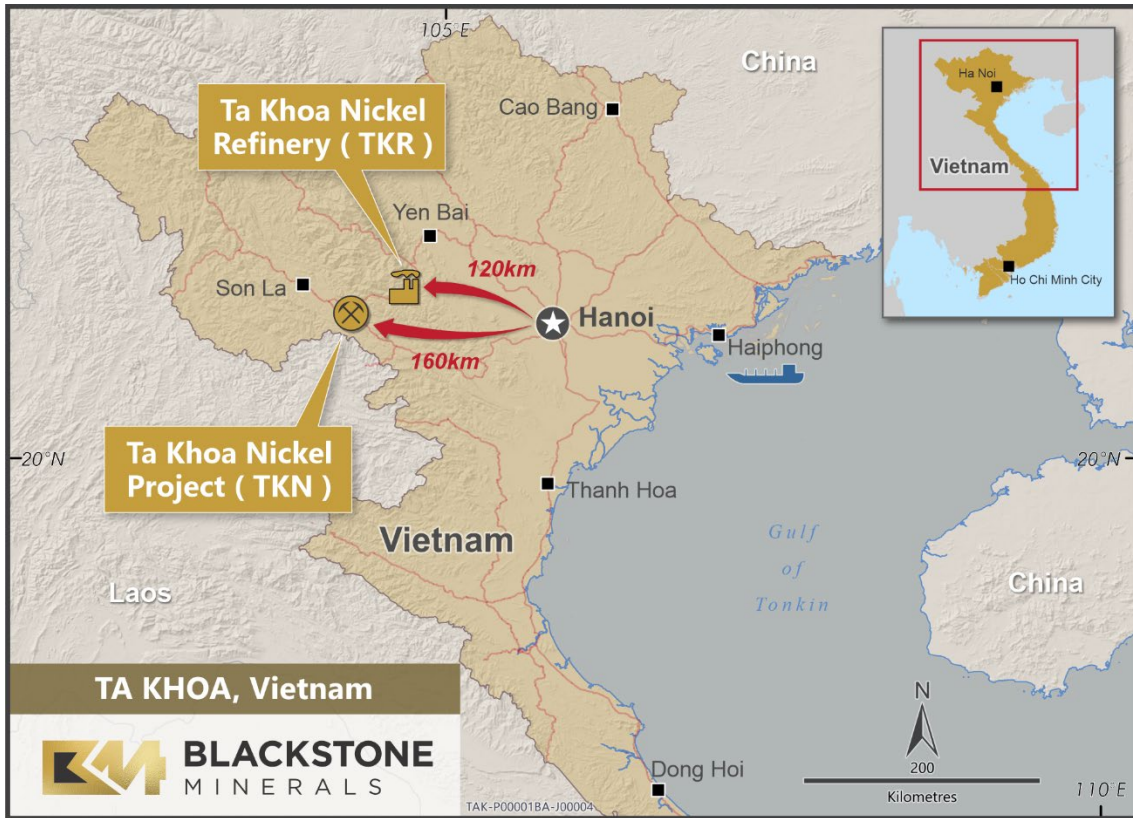 105°E
China
Ha Noi
Vietnam
Ho Chi Minh City
Ta Khoa Nickel
Refinery ( TKR )
Cao Bang
Yen Bai
120km
Son La
Hanoi
160km
Haiphong
Ta Khoa Nickel
Project ( TKN )
20°N
20°N
Thanh Hoa
Vietnam
Gulf
of
Tonkin
China
Laos
TA KHOA, Vietnam
BLACKSTONE
MINERALS
TAK-P00001BA-J00004
Dong Hoi
N
200
Kilometres
110°E